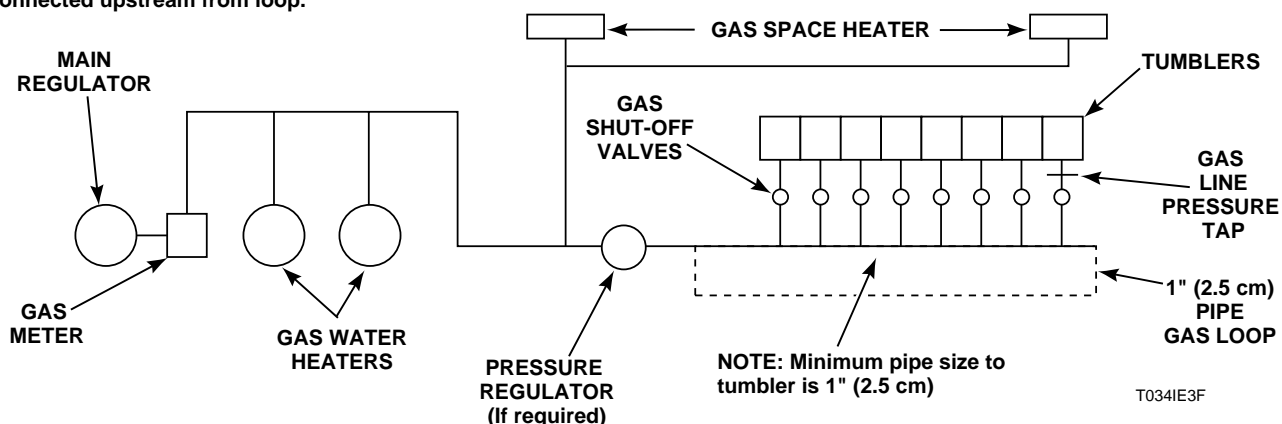 connected upstream from loop.
GAS SPACE HEATER
MAIN
REGULATOR
TUMBLERS
GAS
SHUT-OFF
VALVES
GAS
LINE
PRESSURE
TAP
GAS
METER
GAS WATER
HEATERS
PRESSURE
REGULATOR
(If required)
NOTE: Minimum pipe size to
tumbler is 1" (2.5 cm)
1" (2.5 cm)
PIPE
GAS LOOP
T034IE3F